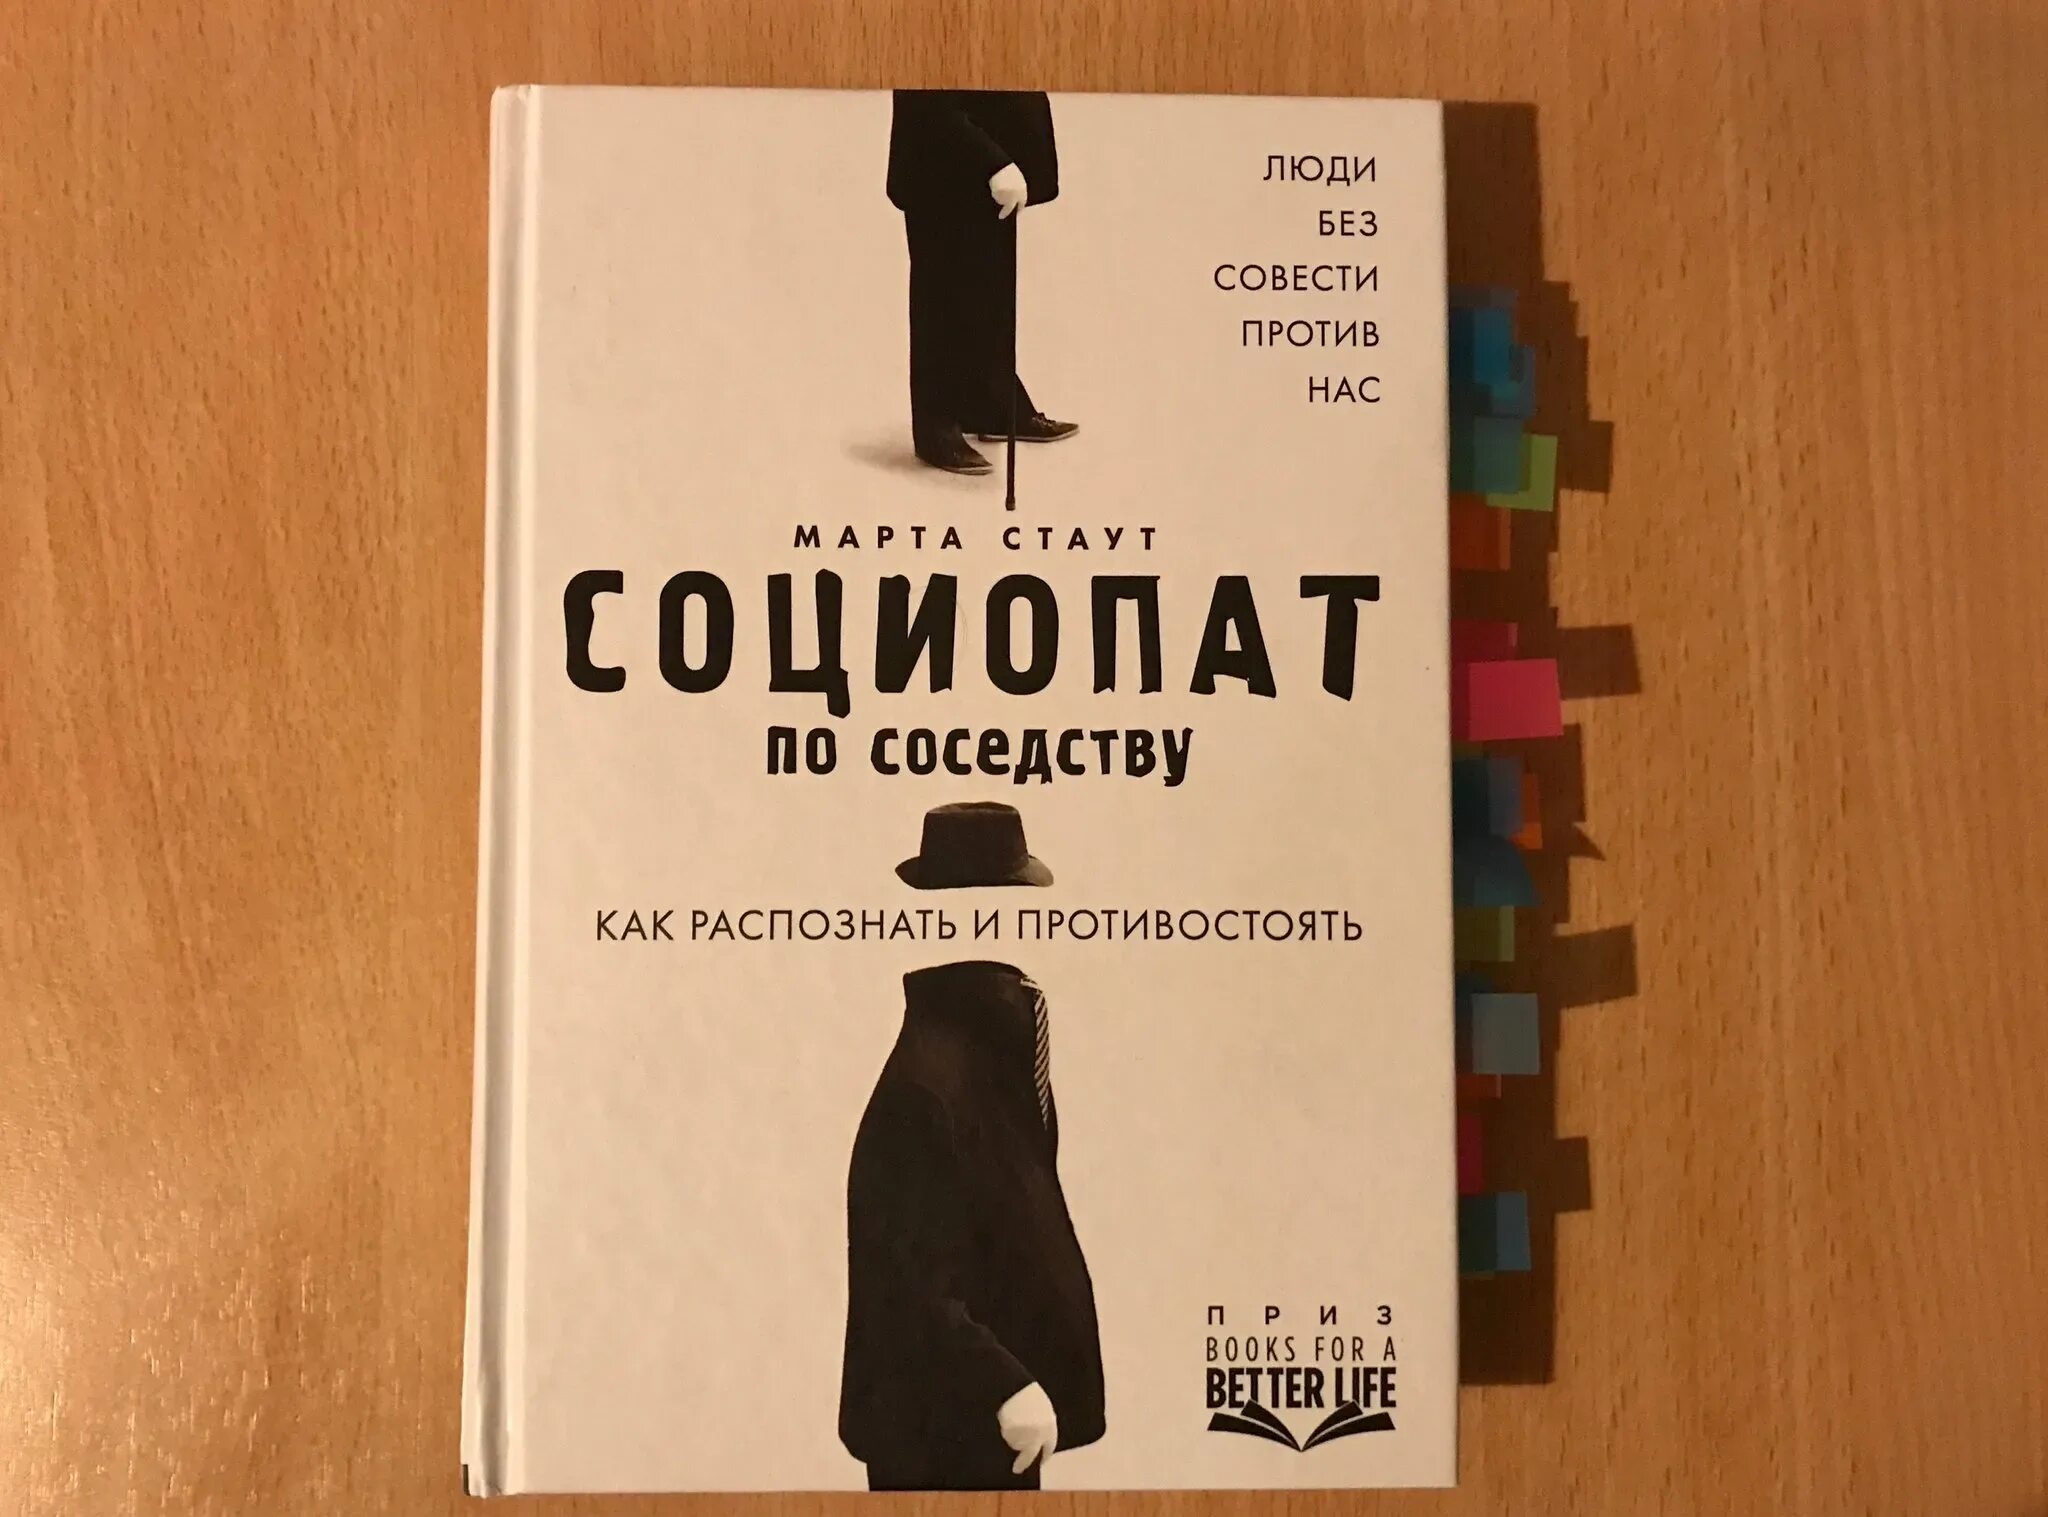 ЛЮДИ
БЕЗ
СОВЕСТИ
ПРОТИВ
НАС
МАРТА СТАУТ
СОЦИОПАТ
ПО СОСЕДСТВУ
КАК РАСПОЗНАТЬ И ПРОТИВОСТОЯТЬ
ПРИЗ
BOOKS FOR A
BETTER LIFE